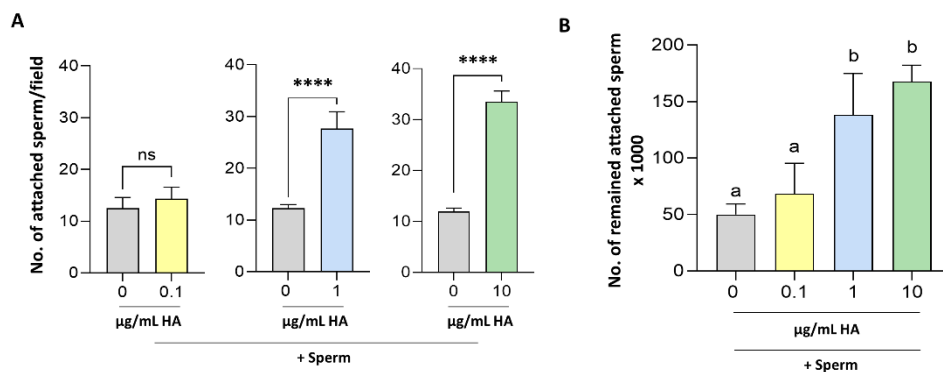 A
No. of attached sperm/field
40
30
20
10
0
ns
0 0.1
µg/mL HA
40
30
20
10
0
****
0 1
µg/mL HA
40
30
20
10
0
****
0 10
µg/mL HA
+ Sperm
B
No. of remained attached sperm
x 1000
200
150
100
50
0
a
a
b
b
0 0.1 1 10
µg/mL HA
+ Sperm